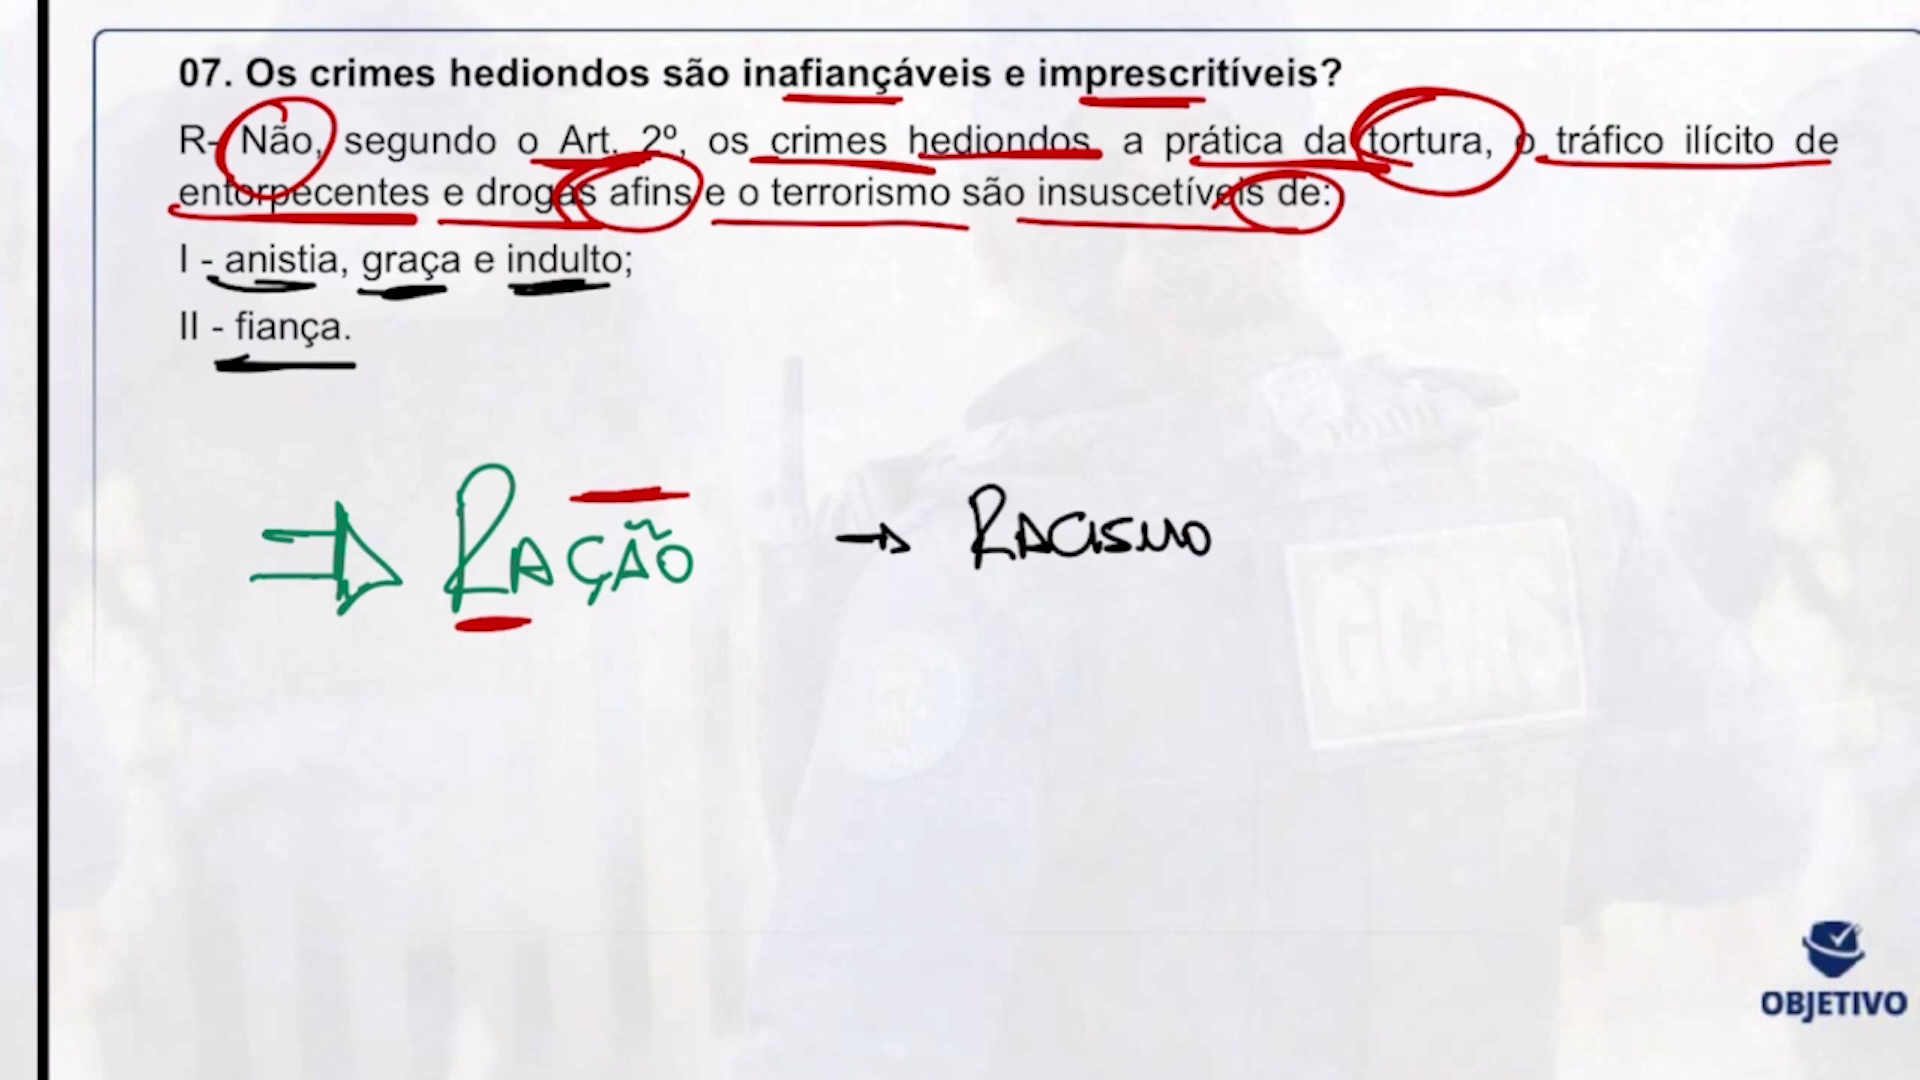 07. Os crimes hediondos são inafiançáveis e imprescritíveis?
R- Não, segundo o Art. 2º, os crimes hediondos, a prática da tortura, o tráfico ilícito de
entorpecentes e drogas afins e o terrorismo são insuscetíveis de:
I - anistia, graça e indulto;
II - fiança.
RAÇÃO → RACISMO
GCMS
OBJETIVO